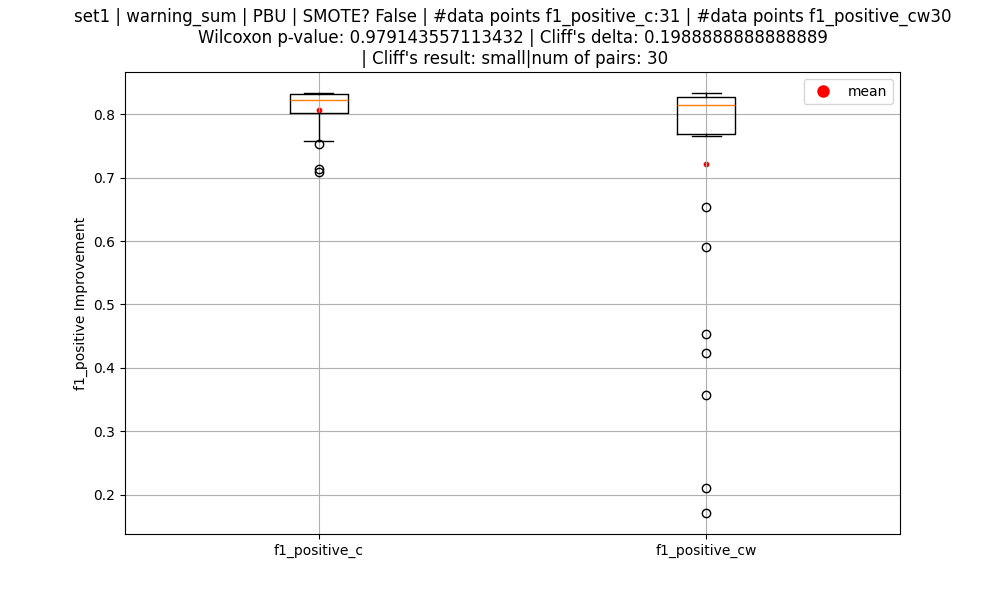 set1 | warning_sum | PBU | SMOTE? False | #data points f1_positive_c:31 | #data points f1_positive_cw30
Wilcoxon p-value: 0.979143557113432 | Cliff's delta: 0.1988888888888889
| Cliff's result: small|num of pairs: 30
mean
f1_positive Improvement
0.8
0.7
0.6
0.5
0.4
0.3
0.2
f1_positive_c
f1_positive_cw